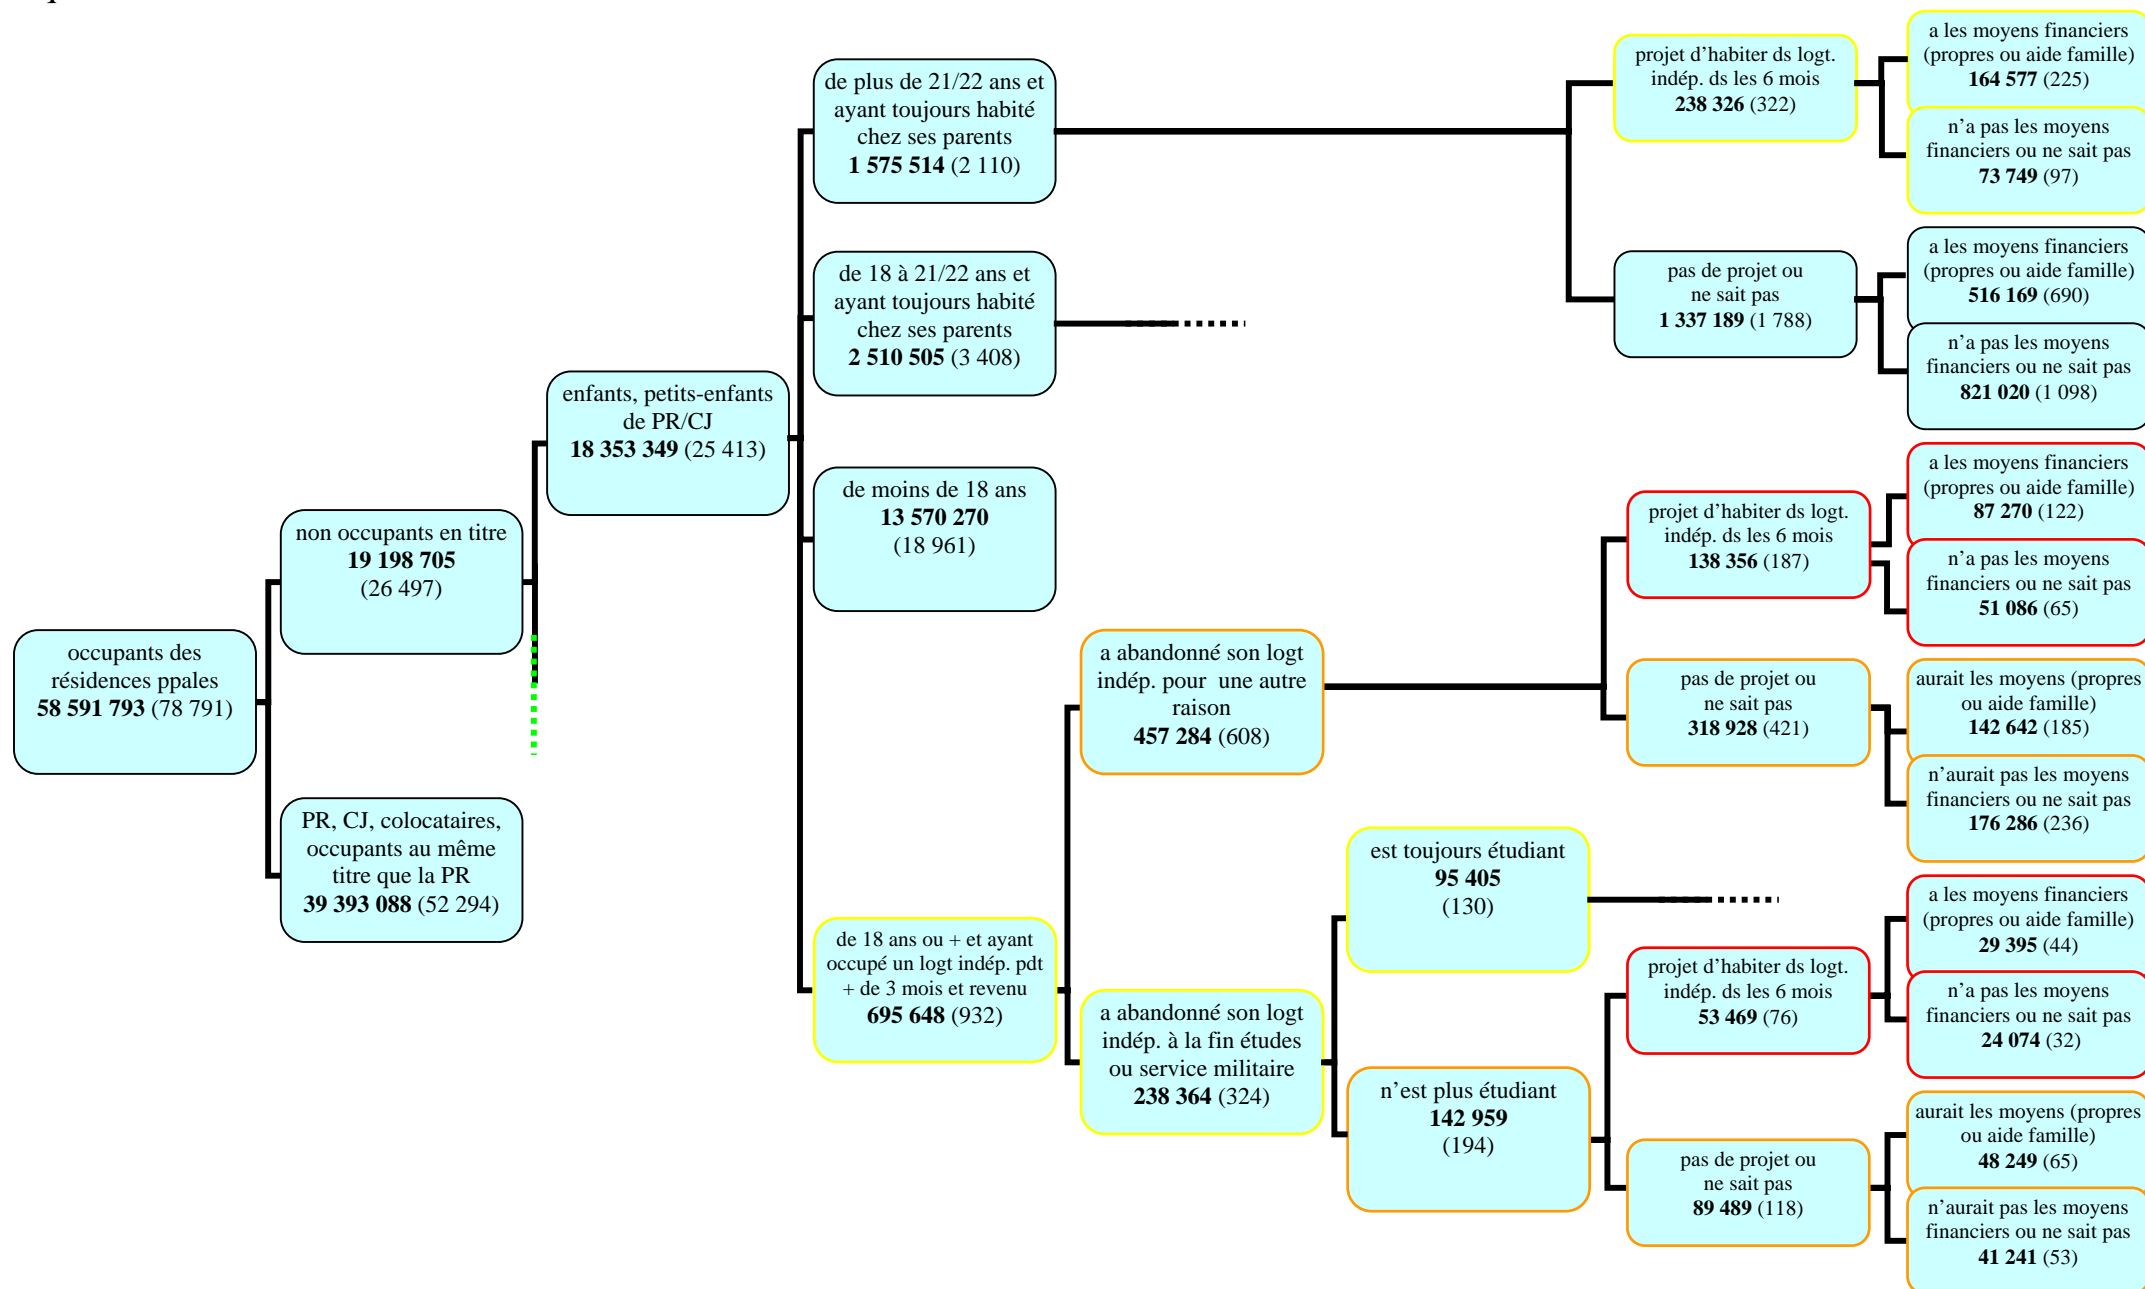 occupants des
résidences ppales
58 591 793 (78 791)
non occupants en titre
19 198 705
(26 497)
PR, CJ, colocataires,
occupants au même
titre que la PR
39 393 088 (52 294)
enfants, petits-enfants
de PR/CJ
18 353 349 (25 413)
de plus de 21/22 ans et
ayant toujours habité
chez ses parents
1 575 514 (2 110)
de 18 à 21/22 ans et
ayant toujours habité
chez ses parents
2 510 505 (3 408)
de moins de 18 ans
13 570 270
(18 961)
de 18 ans ou + et ayant
occupé un logt indép. pdt
+ de 3 mois et revenu
695 648 (932)
a abandonné son logt
indép. pour une autre
raison
457 284 (608)
a abandonné son logt
indép. à la fin études
ou service militaire
238 364 (324)
est toujours étudiant
95 405
(130)
n’est plus étudiant
142 959
(194)
projet d’habiter ds logt.
indép. ds les 6 mois
238 326 (322)
pas de projet ou
ne sait pas
1 337 189 (1 788)
projet d’habiter ds logt.
indép. ds les 6 mois
138 356 (187)
pas de projet ou
ne sait pas
318 928 (421)
projet d’habiter ds logt.
indép. ds les 6 mois
53 469 (76)
pas de projet ou
ne sait pas
89 489 (118)
a les moyens financiers
(propres ou aide famille)
164 577 (225)
n’a pas les moyens
financiers ou ne sait pas
73 749 (97)
a les moyens financiers
(propres ou aide famille)
516 169 (690)
n’a pas les moyens
financiers ou ne sait pas
821 020 (1 098)
a les moyens financiers
(propres ou aide famille)
87 270 (122)
n’a pas les moyens
financiers ou ne sait pas
51 086 (65)
aurait les moyens (propres
ou aide famille)
142 642 (185)
n’aurait pas les moyens
financiers ou ne sait pas
176 286 (236)
a les moyens financiers
(propres ou aide famille)
29 395 (44)
n’a pas les moyens
financiers ou ne sait pas
24 074 (32)
aurait les moyens (propres
ou aide famille)
48 249 (65)
n’aurait pas les moyens
financiers ou ne sait pas
41 241 (53)